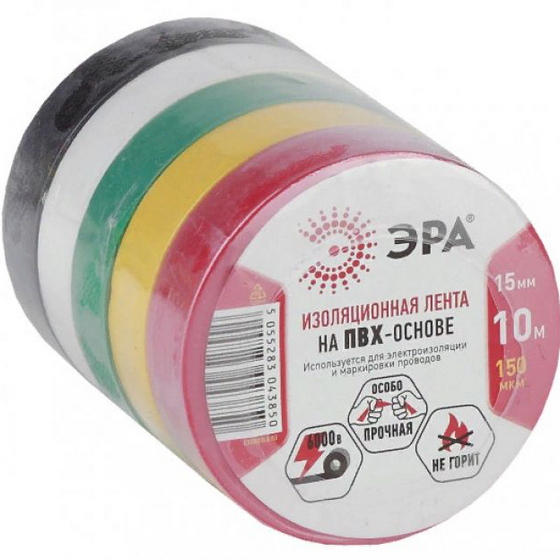 ЭРА®
ИЗОЛЯЦИОННАЯ ЛЕНТА
НА ПВХ-ОСНОВЕ
Используется для электроизоляции
и маркировки проводов
15мм
10м
150
мкм
6000В
ОСОБО
ПРОЧНАЯ
НЕ ГОРИТ
5 055283 043850